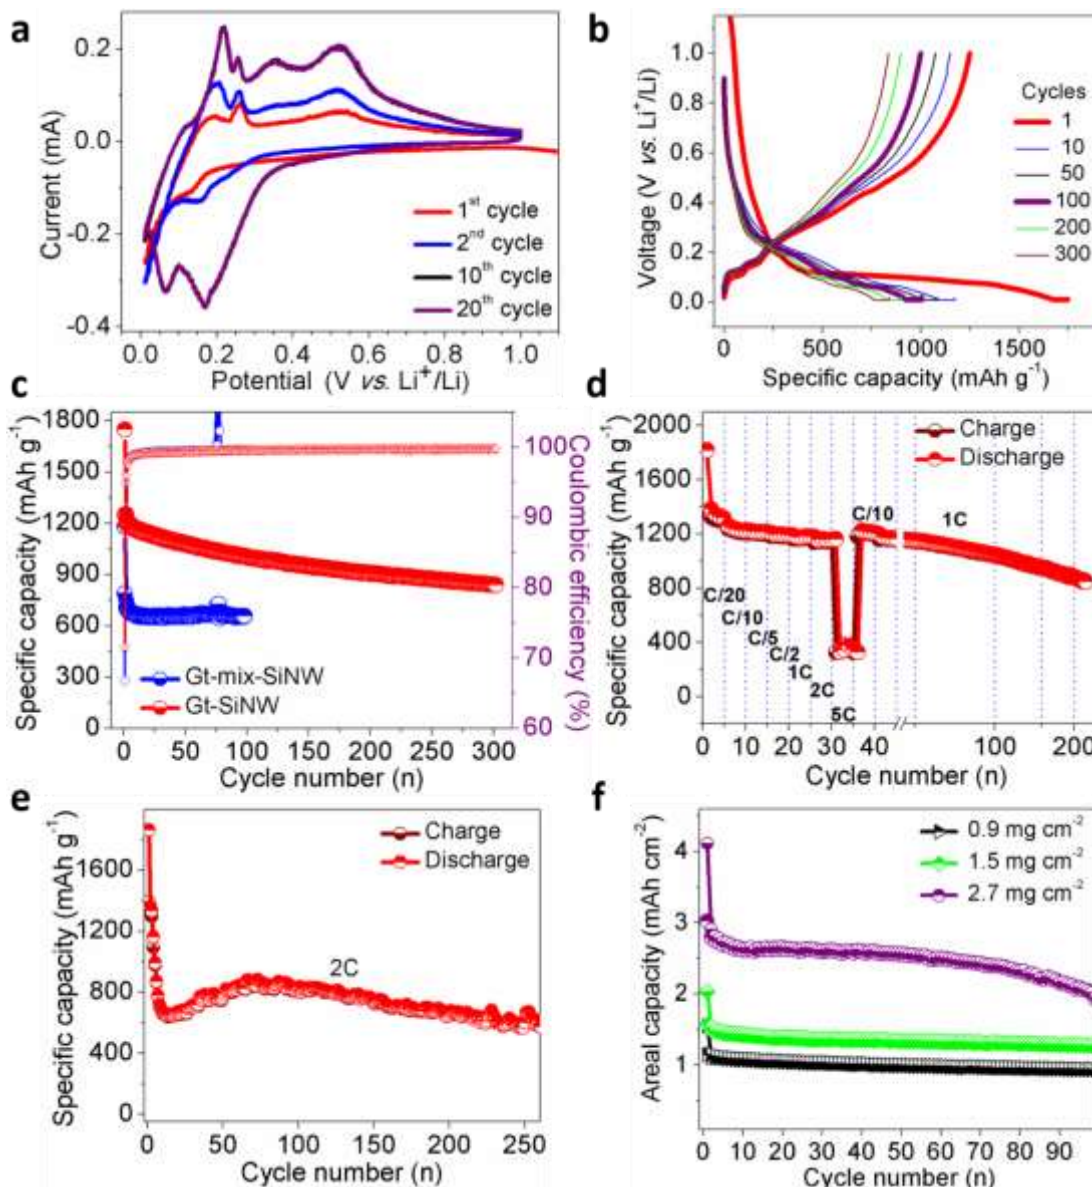 a
Current (mA)
0.2
0.0
-0.2
-0.4
0.0 0.2 0.4 0.6 0.8 1.0
Potential (V vs. Li⁺/Li)
1ˢᵗ cycle
2ⁿᵈ cycle
10ᵗʰ cycle
20ᵗʰ cycle
b
Voltage (V vs. Li⁺/Li)
1.0
0.8
0.6
0.4
0.2
0.0
0 500 1000 1500
Specific capacity (mAh g⁻¹)
Cycles
1
10
50
100
200
300
c
Specific capacity (mAh g⁻¹)
1800
1500
1200
900
600
300
0
0 50 100 150 200 250 300
Cycle number (n)
Gt-mix-SiNW
Gt-SiNW
100
90
80
70
60
Coulombic efficiency (%)
d
Specific capacity (mAh g⁻¹)
2000
1600
1200
800
400
0
0 10 20 30 40 100 200
Cycle number (n)
Charge
Discharge
C/20
C/10
C/5
C/2
1C
2C
5C
C/10
1C
e
Specific capacity (mAh g⁻¹)
1600
1200
800
400
0
0 50 100 150 200 250
Cycle number (n)
Charge
Discharge
2C
f
Areal capacity (mAh cm⁻²)
4
3
2
1
0 10 20 30 40 50 60 70 80 90
Cycle number (n)
0.9 mg cm⁻²
1.5 mg cm⁻²
2.7 mg cm⁻²